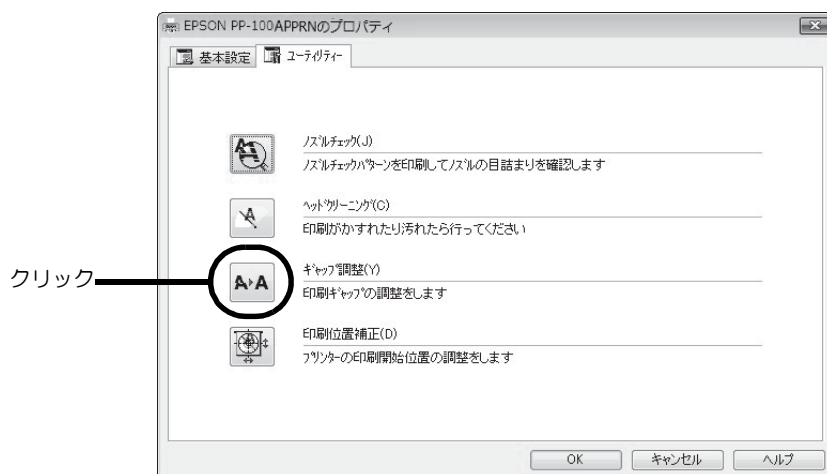 EPSON PP-100APPRNのプロパティ
基本設定 ユーティリティー
ノズルチェック(J)
ノズルチェックパターンを印刷してノズルの目詰まりを確認します
ヘッドクリーニング(C)
印刷がかすれたり汚れたら行ってください
クリック
ギャップ調整(Y)
印刷ギャップの調整をします
印刷位置補正(D)
プリンターの印刷開始位置の調整をします
OK キャンセル ヘルプ